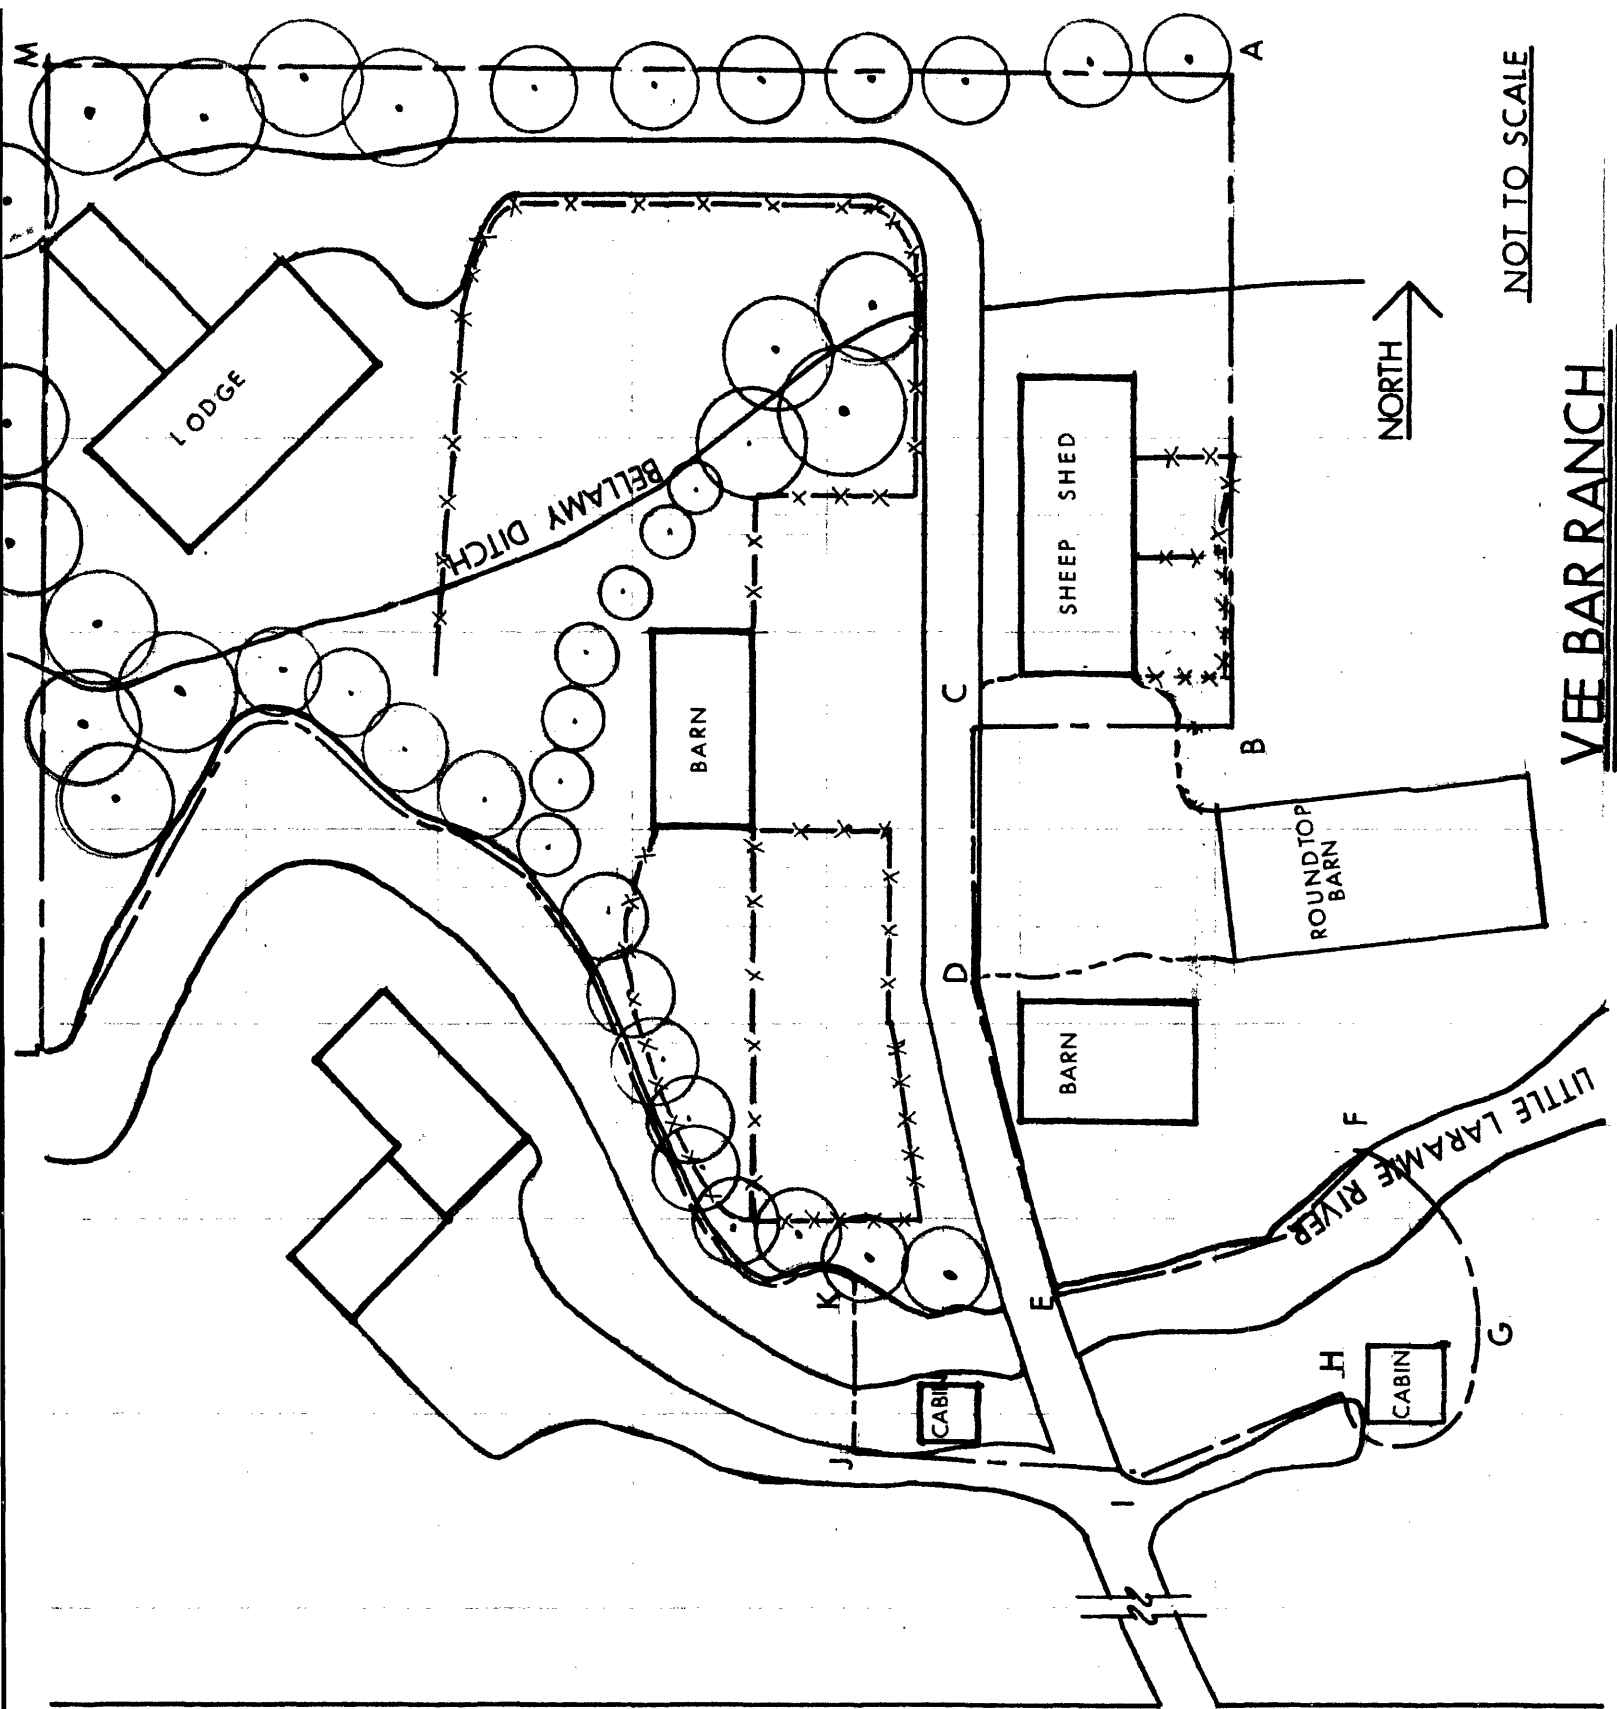 M
A
LODGE
BELLAMY DITCH
BARN
C
SHEEP SHED
B
D
ROUNDTOP
BARN
BARN
L
K
E
F
LITTLE LARAMIE RIVER
G
H
CABIN
CABIN
J
I
NORTH
NOT TO SCALE
VEE BAR RANCH